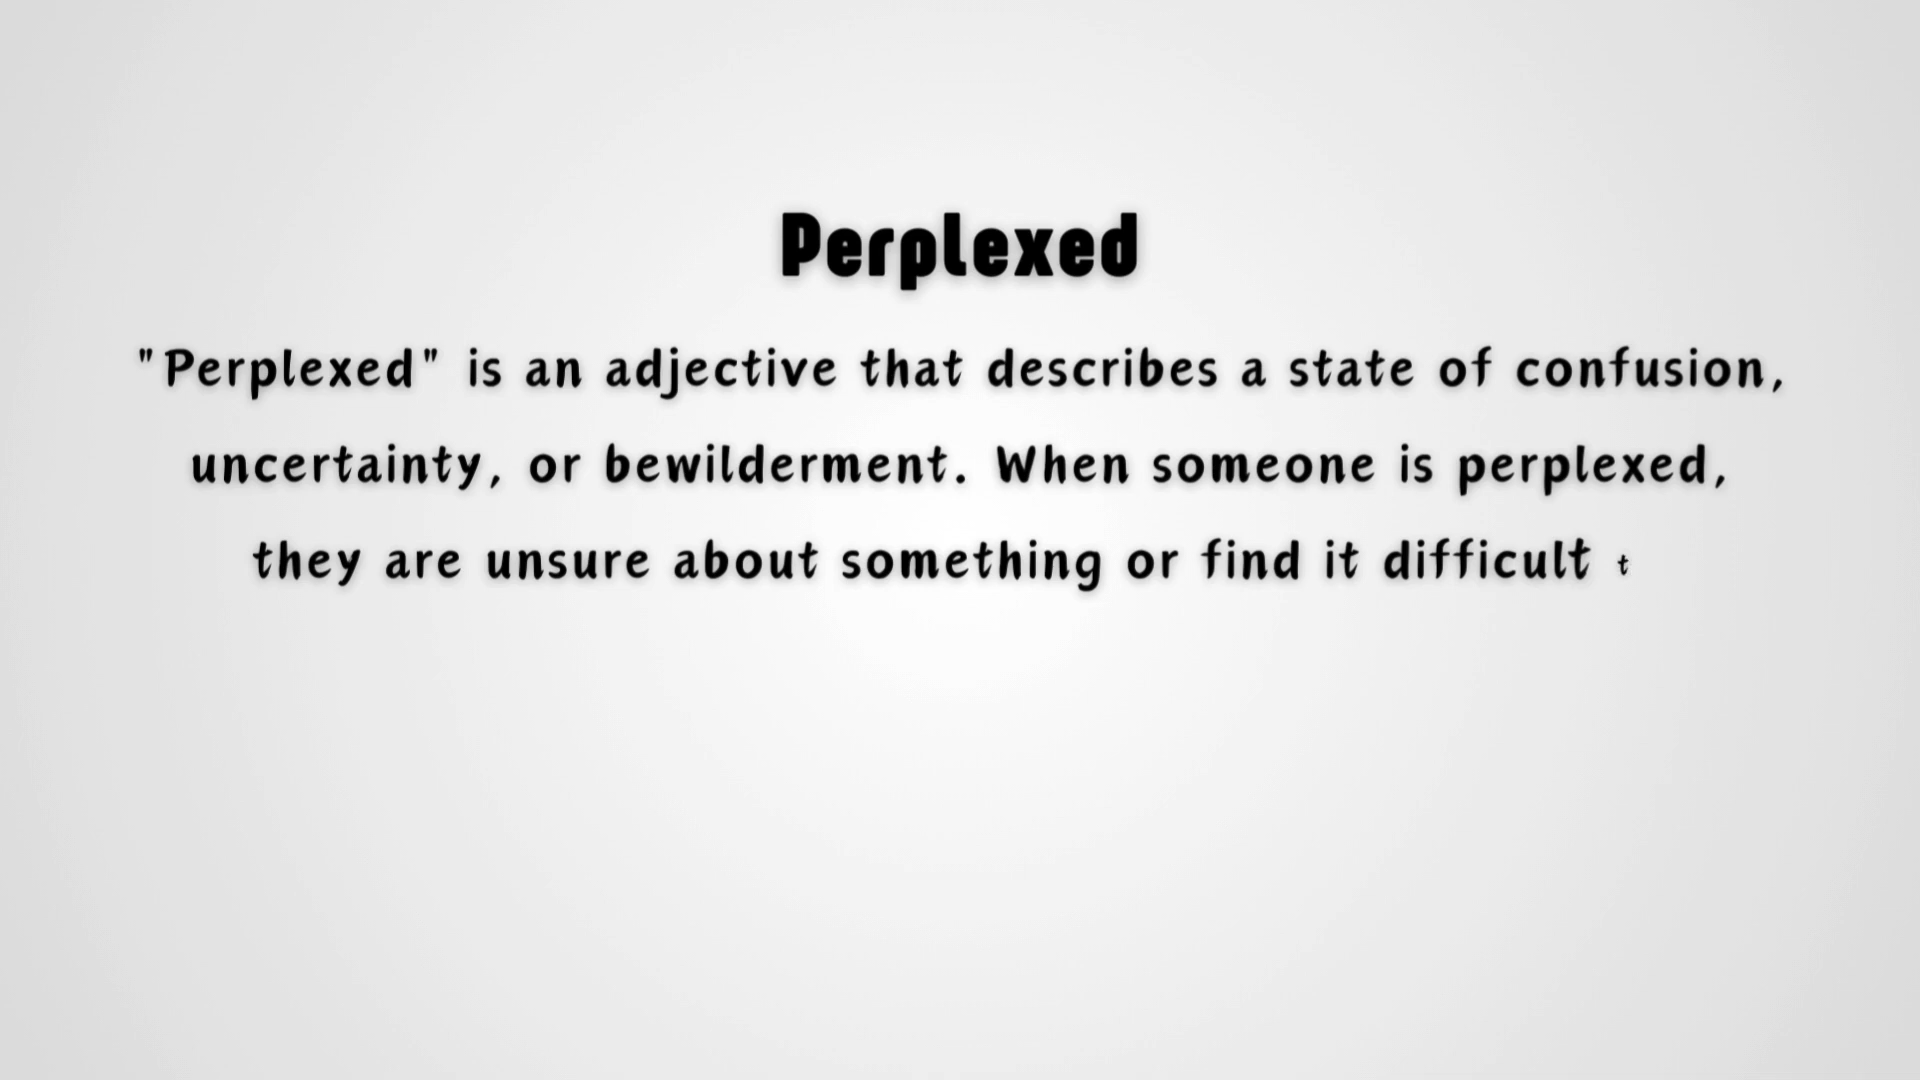 Perplexed
"Perplexed" is an adjective that describes a state of confusion,
uncertainty, or bewilderment. When someone is perplexed,
they are unsure about something or find it difficult t